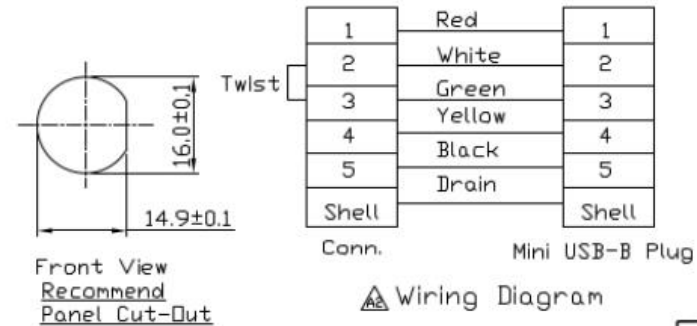 16.0±0.1
14.9±0.1
Front View
Recommend
Panel Cut-Out
Twist
1 Red 1
2 White 2
3 Green 3
Yellow
4 4
Black
5 5
Drain
Shell Shell
Conn. Mini USB-B Plug
A2 Wiring Diagram